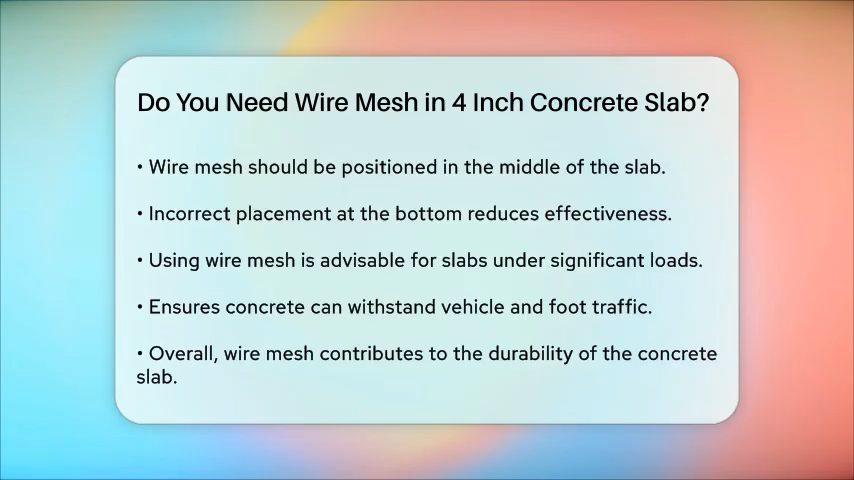 Do You Need Wire Mesh in 4 Inch Concrete Slab?
• Wire mesh should be positioned in the middle of the slab.
• Incorrect placement at the bottom reduces effectiveness.
• Using wire mesh is advisable for slabs under significant loads.
• Ensures concrete can withstand vehicle and foot traffic.
• Overall, wire mesh contributes to the durability of the concrete
slab.